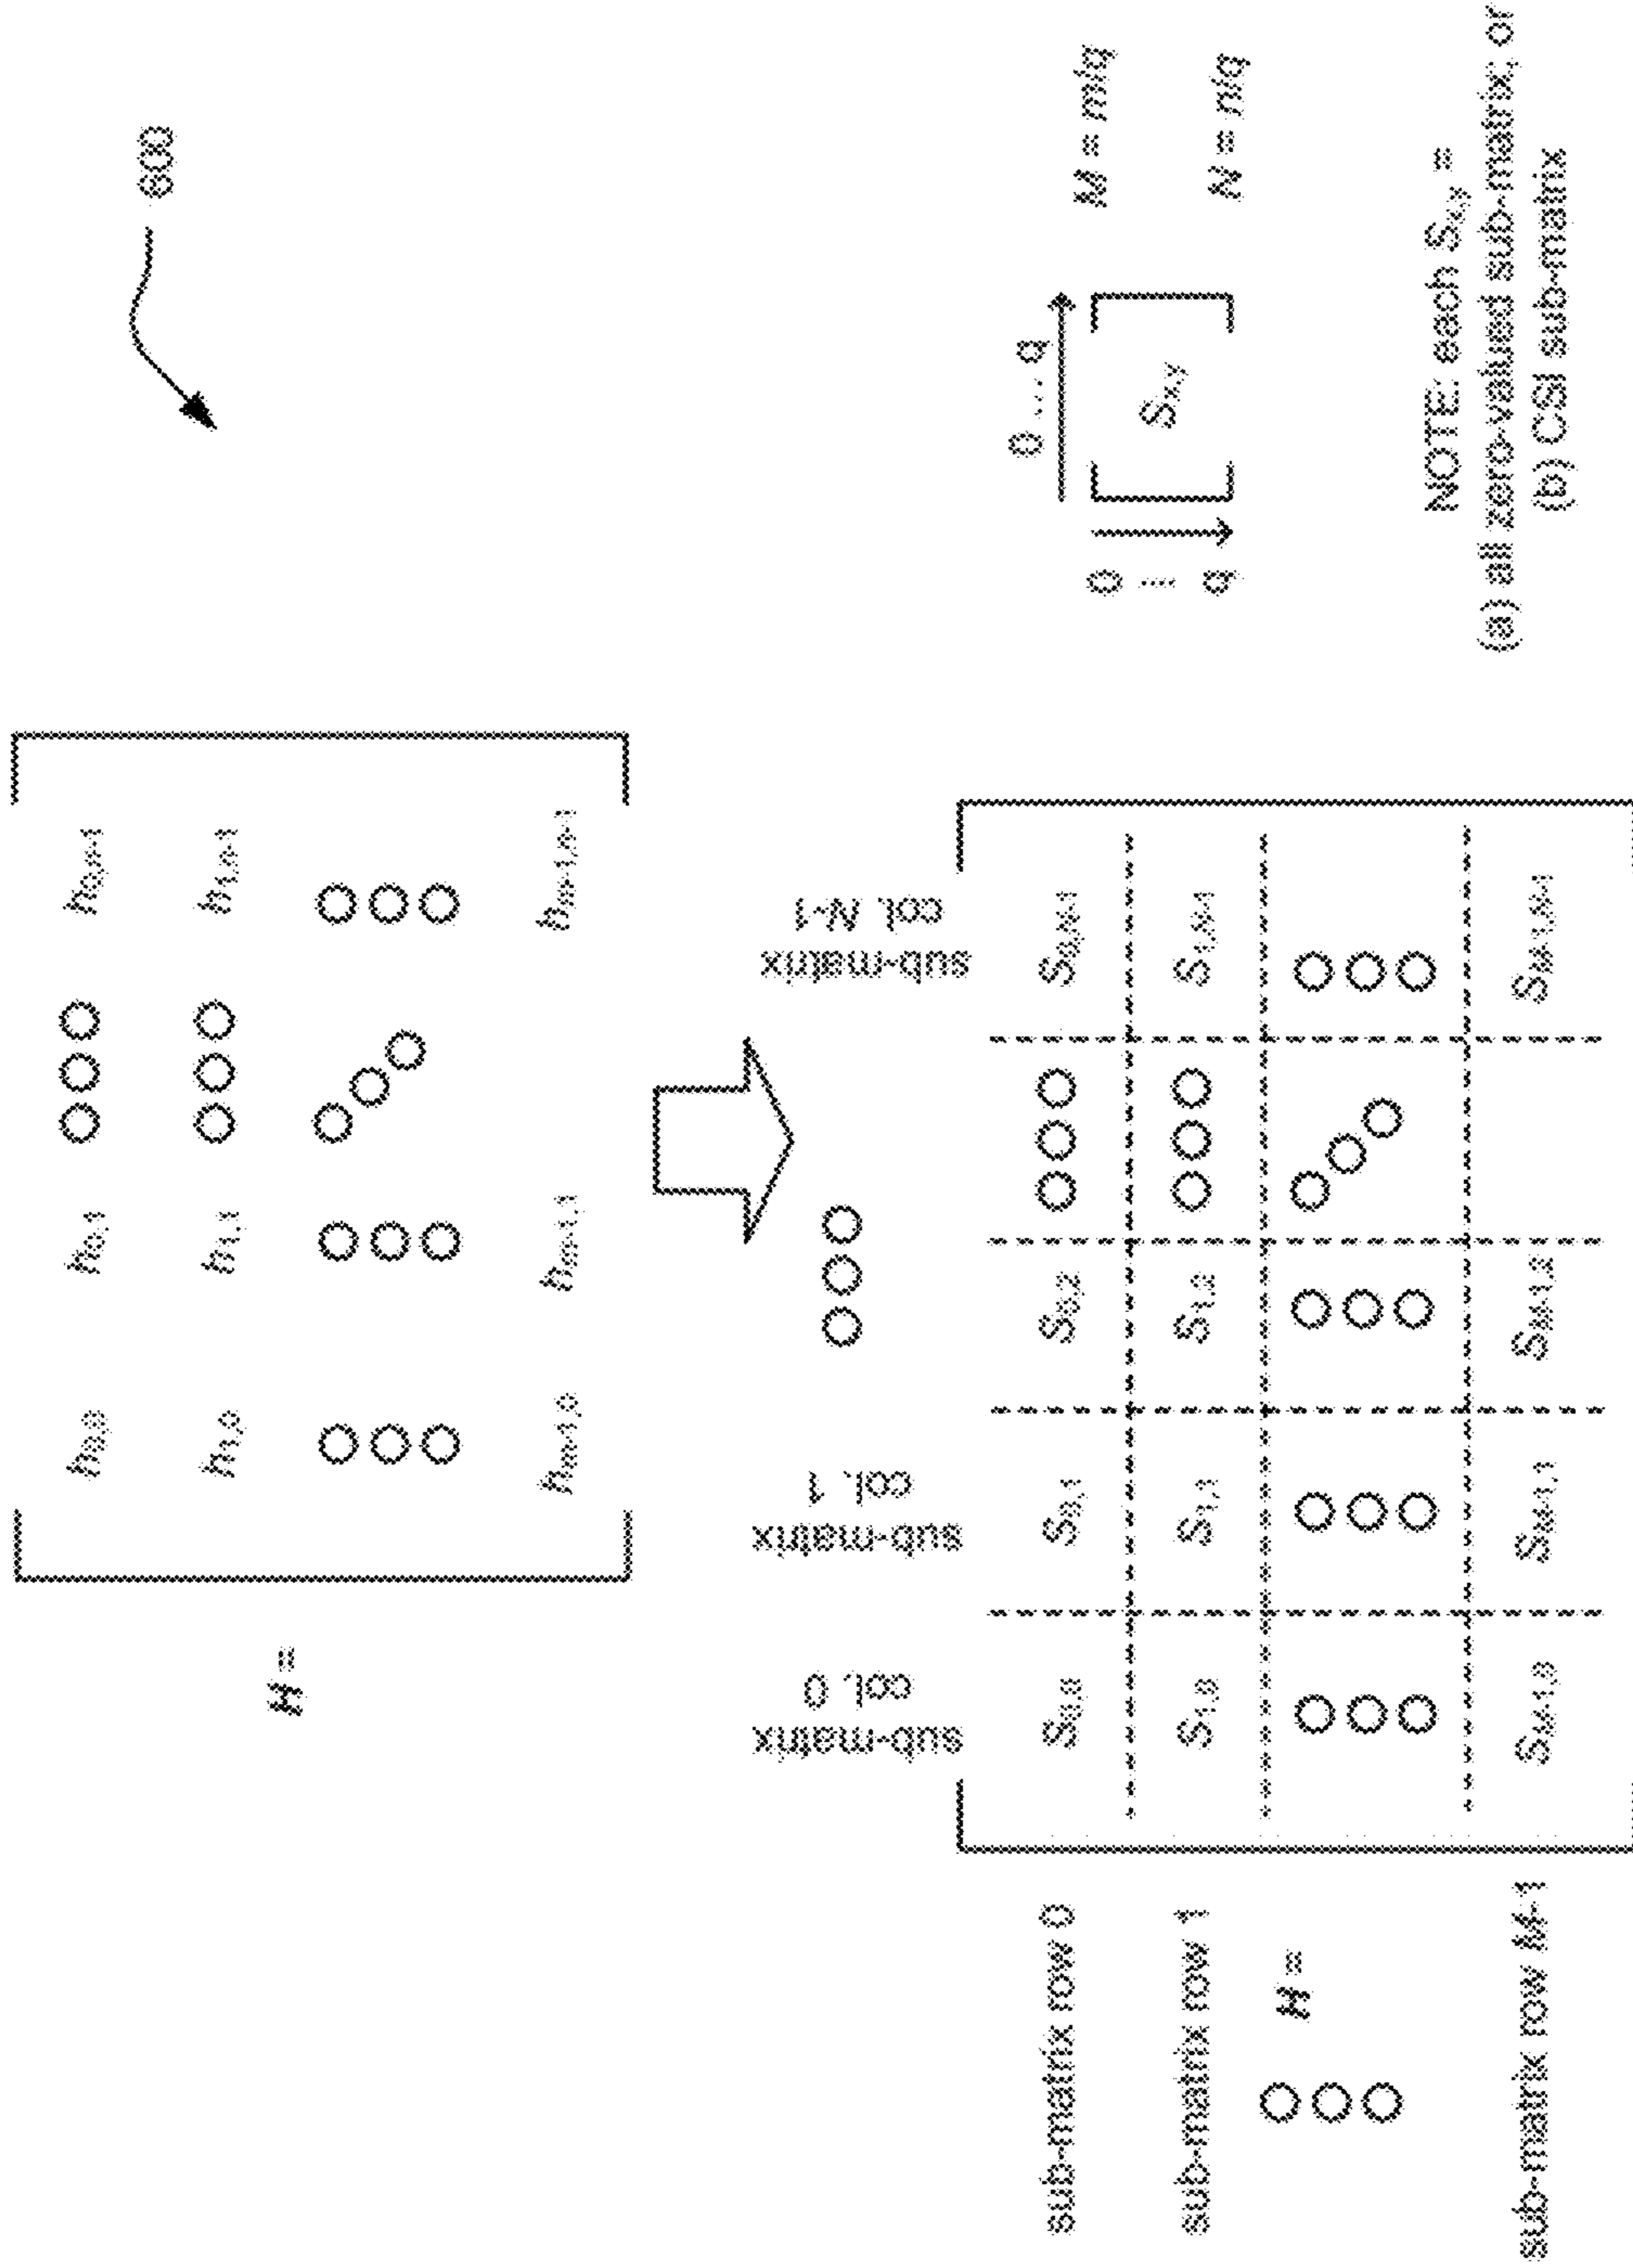 600
H =
h0,0 h0,1 h0,n-1
h1,0 h1,1 h1,n-1
hm-1,0 hm-1,1 hm-1,n-1
sub-matrix col. 0
sub-matrix col. 1
sub-matrix col. N-1
sub-matrix row 0
S0,0 S0,1 S0,2 S0,N-1
sub-matrix row 1
S1,0 S1,1 S1,2 S1,N-1
H =
sub-matrix row M-1
SM-1,0 SM-1,1 SM-1,2 SM-1,N-1
0 ... q
0
...
q
Sx,y
M = m/q
N = n/q
NOTE: each Sx,y =
(a) all zero-valued sub-matrix; or
(b) CSI sub-matrix